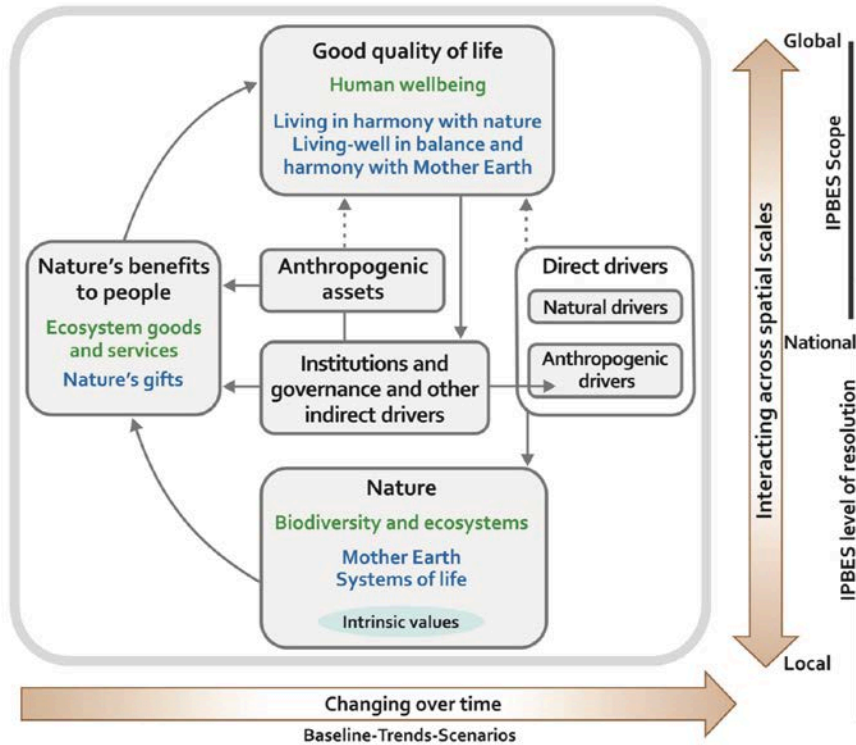 Good quality of life
Human wellbeing
Living in harmony with nature
Living-well in balance and
harmony with Mother Earth
Nature's benefits
to people
Ecosystem goods
and services
Nature's gifts
Anthropogenic
assets
Institutions and
governance and other
indirect drivers
Direct drivers
Natural drivers
Anthropogenic
drivers
Nature
Biodiversity and ecosystems
Mother Earth
Systems of life
Intrinsic values
Changing over time
Baseline-Trends-Scenarios
Interacting across spatial scales
Global
National
Local
IPBES Scope
IPBES level of resolution